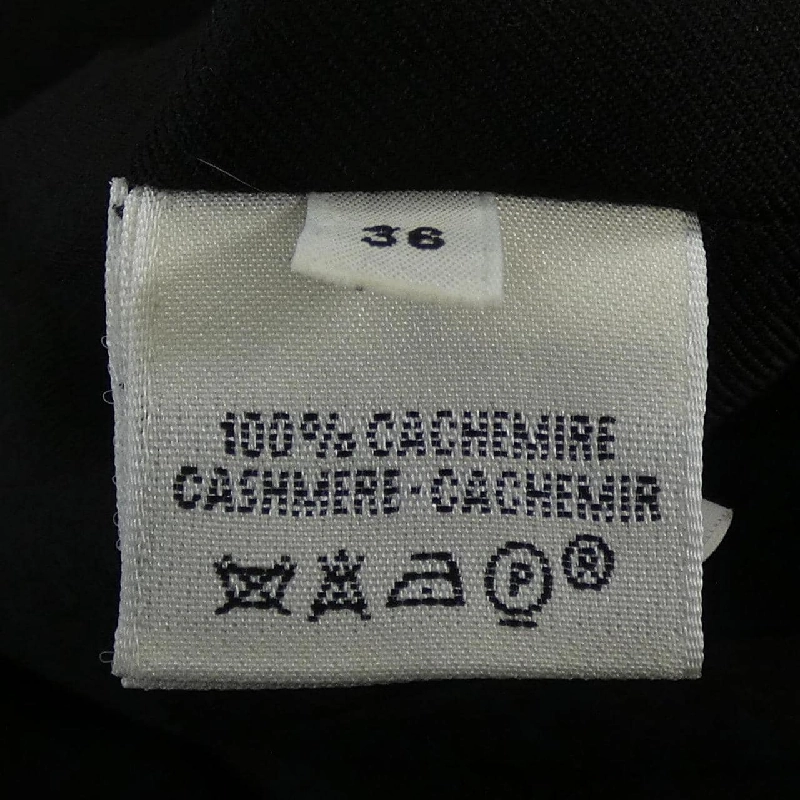 36
100% CACHEMIRE
CASHMERE-CACHEMIR
P ®